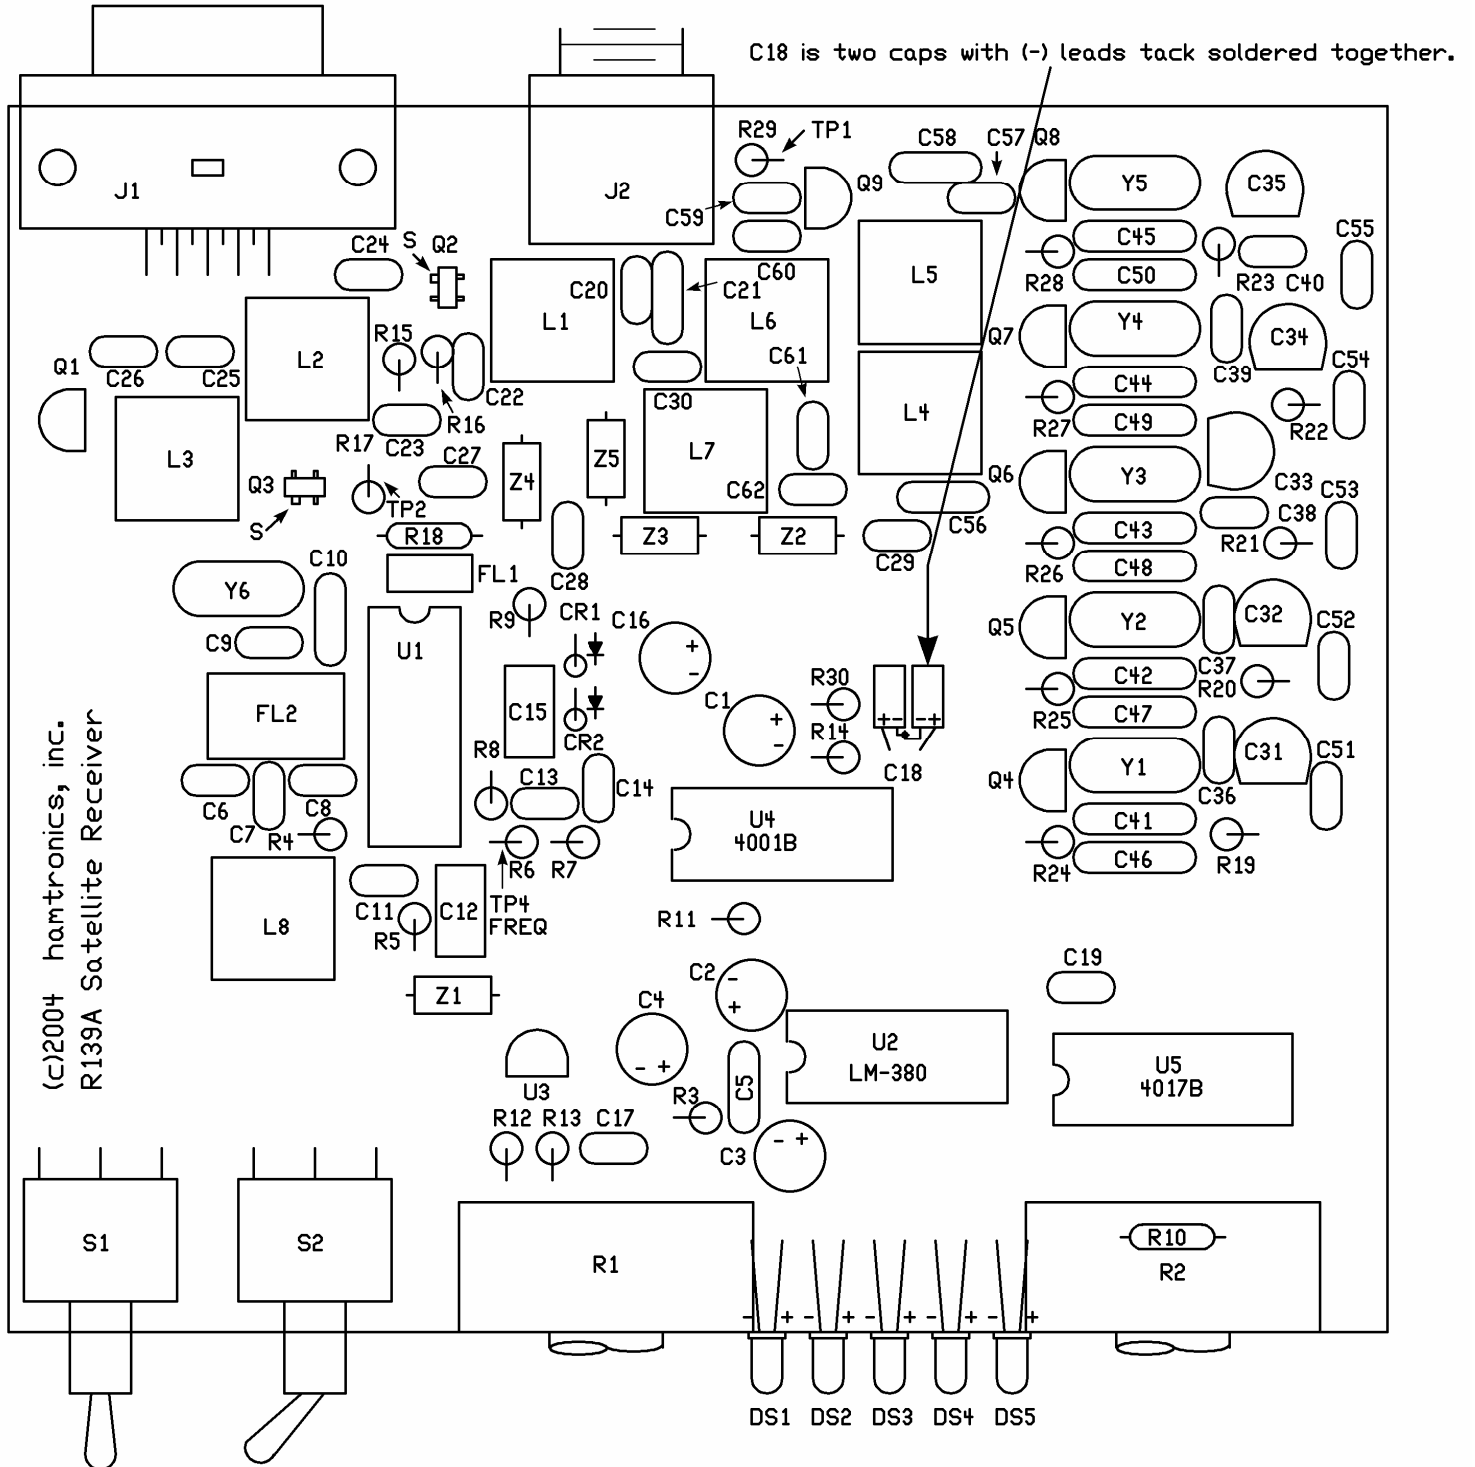 C18 is two caps with (-) leads tack soldered together.
R29 TP1 C58 C57 Q8
J1 J2 C59 Q9 Y5 C35
C24 S Q2 C60 C45 C55
C20 C21 L5 R28 C50 R23 C40
L1 L6 Q7 Y4 C34
Q1 C26 C25 L2 R15 C22 C30 C61 C44 C39 C54
L3 R17 C23 R16 L4 R27 C49 R22
Q3 C27 Z4 Z5 L7 C62 Q6 Y3 C33 C53
S TP2 R18 Z3 Z2 C29 C56 C43 R21 C38
C10 FL1 C28 R26 C48
Y6 R9 CR1 C16 + - Q5 Y2 C32 C52
C9 U1 C42 C37 R20
FL2 C15 CR2 C1 + - R30 R14 +- -+ C18 R25 C47
R8 C13 C14 Q4 Y1 C31 C51
C6 C7 C8 R4 U4 C41 C36
4001B
R6 R7 R24 C46 R19
TP4
FREQ
L8 C11 R5 C12 R11
Z1 C4 - + C2 - + C19
U2
LM-380
U5
4017B
U3 R3 C5
R12 R13 C17 C3 - +
(c)2004 hamtronics, inc.
R139A Satellite Receiver
S1 S2 R1 R10
R2
- + - + - + - + - +
DS1 DS2 DS3 DS4 DS5